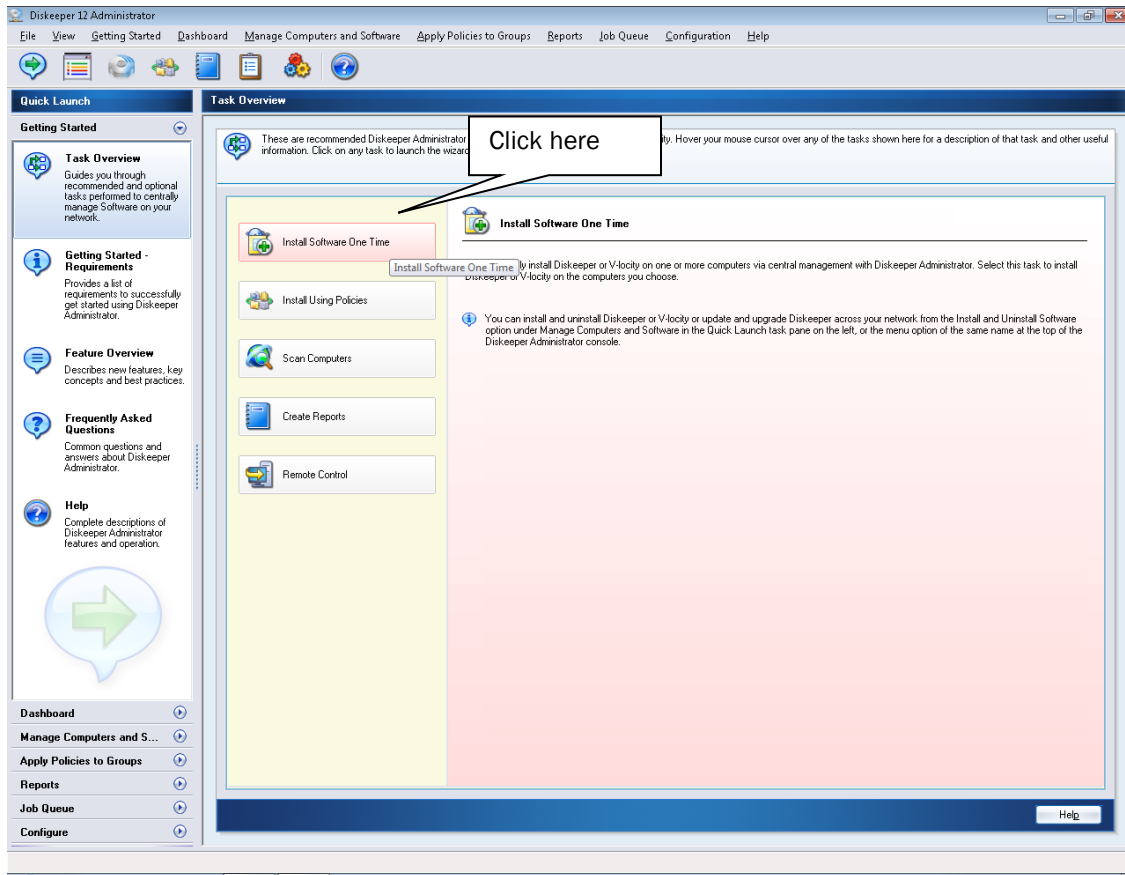 Diskeeper 12 Administrator
File View Getting Started Dashboard Manage Computers and Software Apply Policies to Groups Reports Job Queue Configuration Help
Quick Launch
Getting Started
Task Overview
Guides you through
recommended and optional
tasks performed to centrally
manage Software on your
network.
Getting Started -
Requirements
Provides a list of
requirements to successfully
get started using Diskeeper
Administrator.
Feature Overview
Describes new features, key
concepts and best practices.
Frequently Asked
Questions
Common questions and
answers about Diskeeper
Administrator.
Help
Complete descriptions of
Diskeeper Administrator
features and operation.
Dashboard
Manage Computers and S...
Apply Policies to Groups
Reports
Job Queue
Configure
Task Overview
These are recommended Diskeeper Administrator Hover your mouse cursor over any of the tasks shown here for a description of that task and other useful
information. Click on any task to launch the
Click here
Install Software One Time
Install Software One Time
Install Using Policies
Scan Computers
Create Reports
Remote Control
Install Software One Time
install Diskeeper or V-locity on one or more computers via central management with Diskeeper Administrator. Select this task to install
Diskeeper or V-locity on the computers you choose.
You can install and uninstall Diskeeper or V-locity or update and upgrade Diskeeper across your network from the Install and Uninstall Software
option under Manage Computers and Software in the Quick Launch task pane on the left, or the menu option of the same name at the top of the
Diskeeper Administrator console.
Help